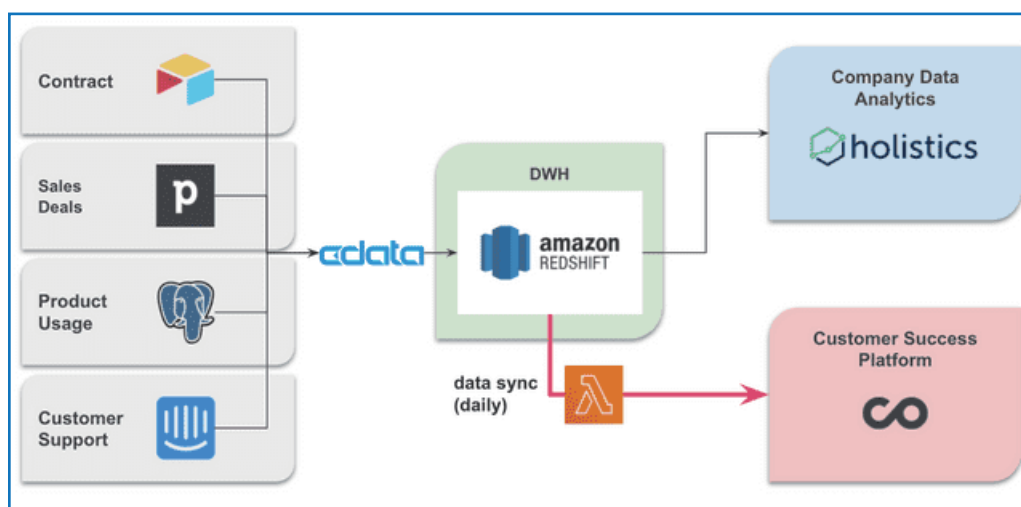 Contract
Sales
Deals
p
Product
Usage
Customer
Support
cdata
DWH
amazon
REDSHIFT
data sync
(daily)
Company Data
Analytics
holistics
Customer Success
Platform